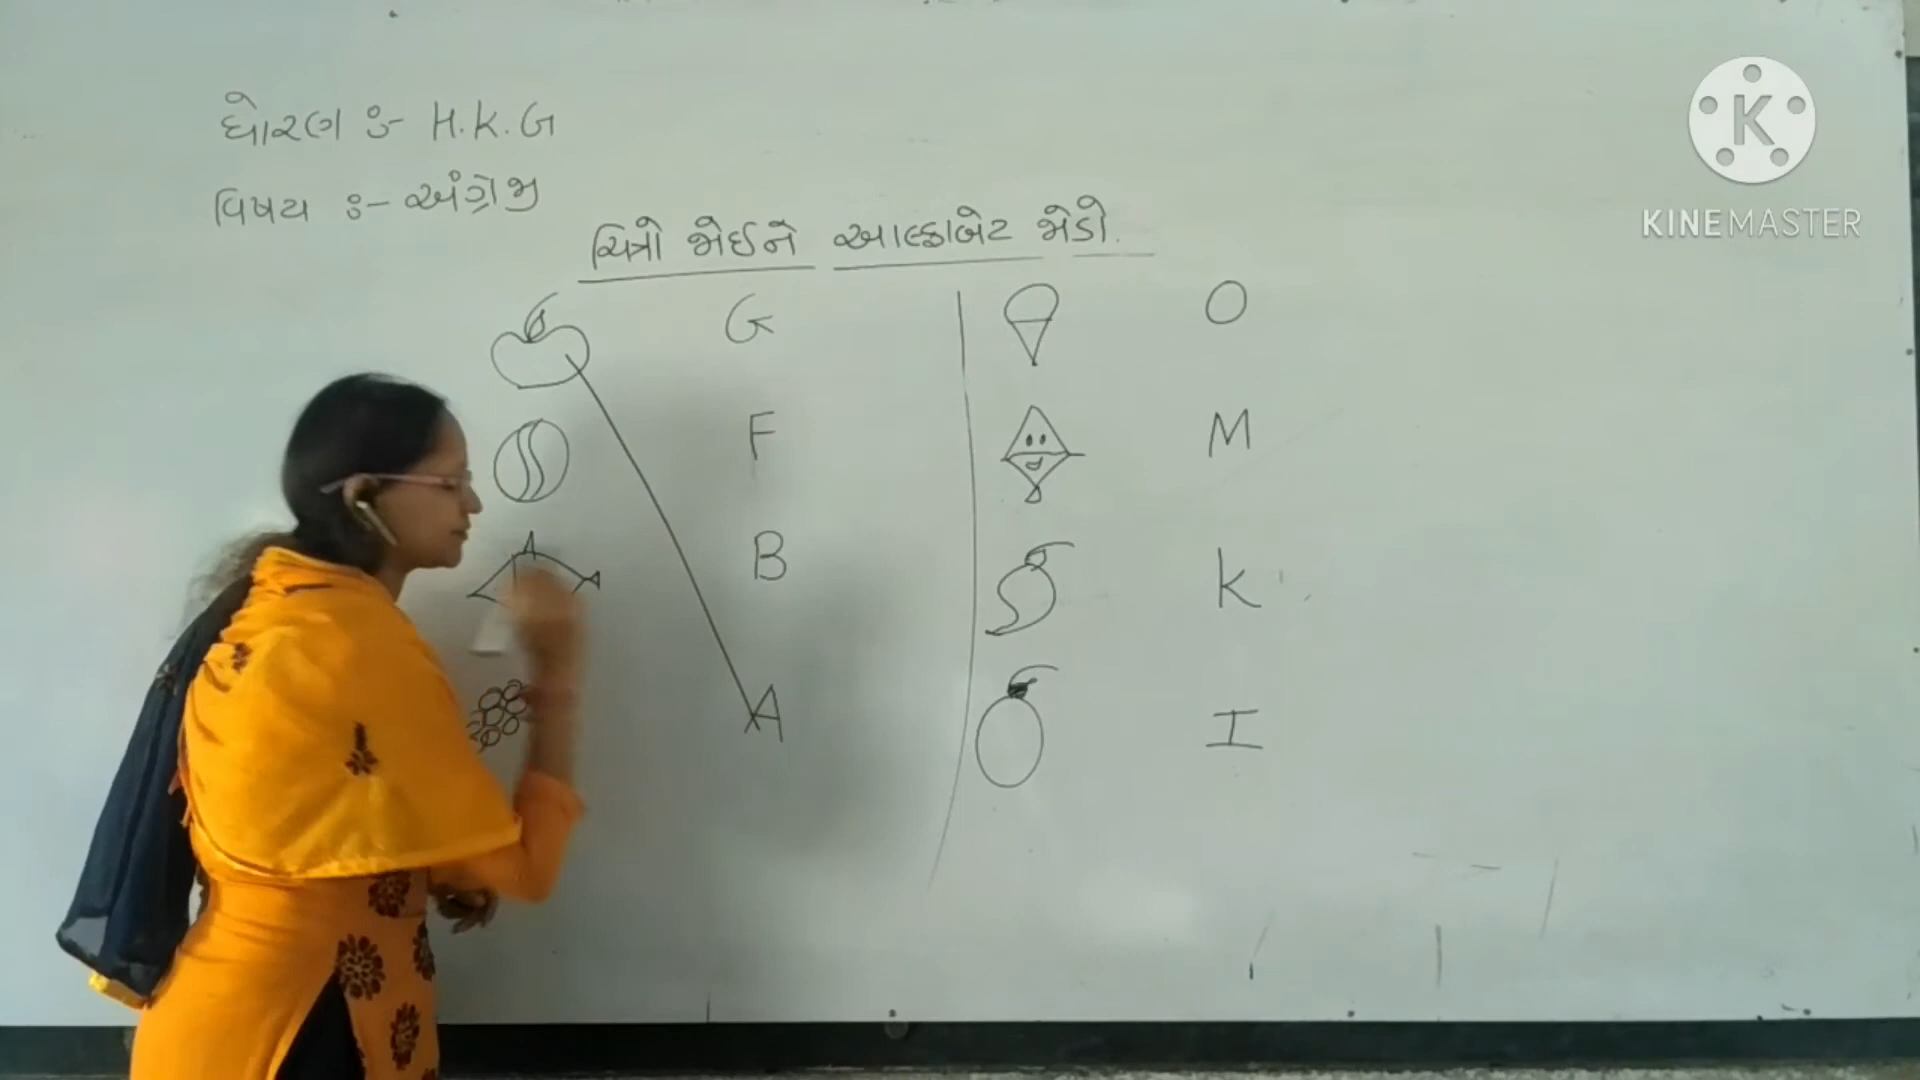 ધોરણ ઃ- H.K.G
વિષય ઃ- અંગ્રેજી
ચિત્રો જોઈને આલ્ફાબેટ જોડો.
G
F
B
A
O
M
K
I
K
KINEMASTER